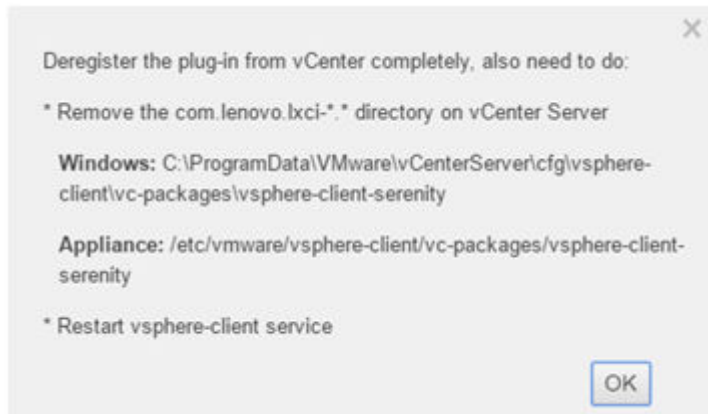 ×
Deregister the plug-in from vCenter completely, also need to do:
* Remove the com.lenovo.lxci-*.* directory on vCenter Server
Windows: C:\ProgramData\VMware\vCenterServer\cfg\vsphere-
client\vc-packages\vsphere-client-serenity
Appliance: /etc/vmware/vsphere-client/vc-packages/vsphere-client-
serenity
* Restart vsphere-client service
OK